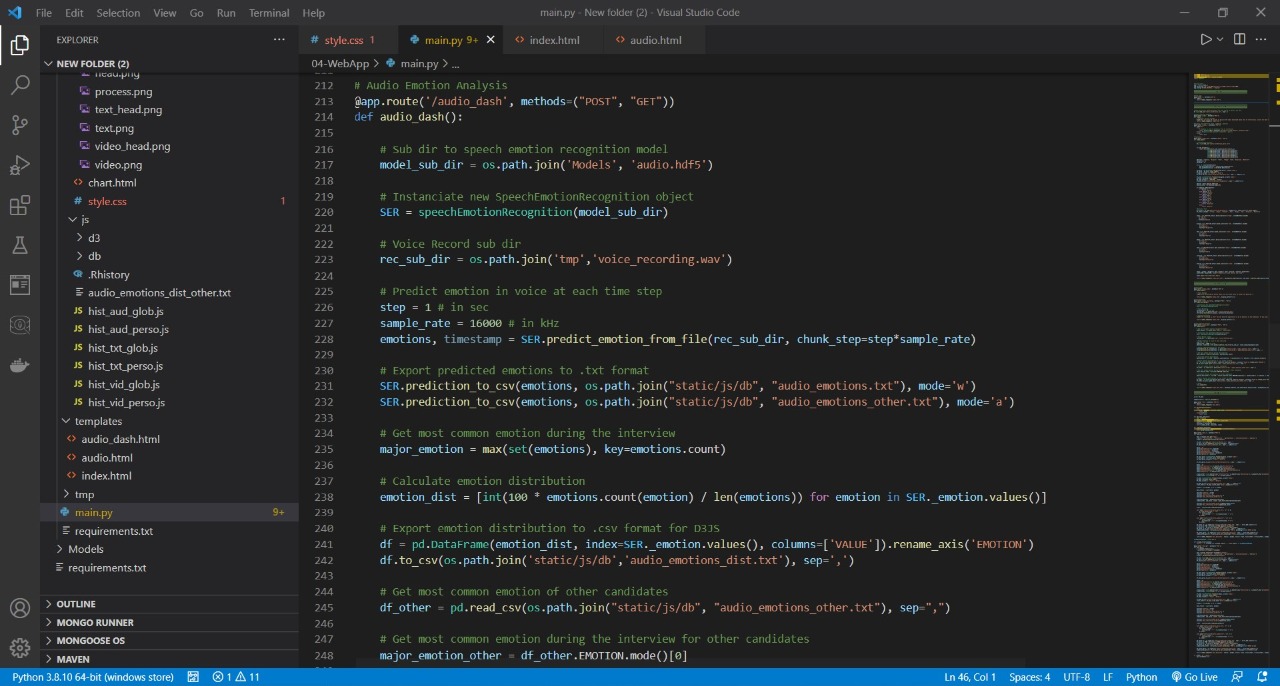 File Edit Selection View Go Run Terminal Help
main.py - New folder (2) - Visual Studio Code
EXPLORER
style.css 1
main.py 9+
index.html
audio.html
NEW FOLDER (2)
04-WebApp > main.py > ...
head.png
process.png
text_head.png
text.png
video_head.png
video.png
chart.html
style.css 1
js
d3
db
.Rhistory
audio_emotions_dist_other.txt
hist_aud_glob.js
hist_aud_perso.js
hist_txt_glob.js
hist_txt_perso.js
hist_vid_glob.js
hist_vid_perso.js
templates
audio_dash.html
audio.html
index.html
tmp
main.py 9+
requirements.txt
Models
requirements.txt
OUTLINE
MONGO RUNNER
MONGOOSE OS
MAVEN
212 # Audio Emotion Analysis
213 @app.route('/audio_dash', methods=("POST", "GET"))
214 def audio_dash():
215
216 # Sub dir to speech emotion recognition model
217 model_sub_dir = os.path.join('Models', 'audio.hdf5')
218
219 # Instanciate new SpeechEmotionRecognition object
220 SER = speechEmotionRecognition(model_sub_dir)
221
222 # Voice Record sub dir
223 rec_sub_dir = os.path.join('tmp','voice_recording.wav')
224
225 # Predict emotion in voice at each time step
226 step = 1 # in sec
227 sample_rate = 16000 # in kHz
228 emotions, timestamp = SER.predict_emotion_from_file(rec_sub_dir, chunk_step=step*sample_rate)
229
230 # Export predicted emotions to .txt format
231 SER.prediction_to_csv(emotions, os.path.join("static/js/db", "audio_emotions.txt"), mode='w')
232 SER.prediction_to_csv(emotions, os.path.join("static/js/db", "audio_emotions_other.txt"), mode='a')
233
234 # Get most common emotion during the interview
235 major_emotion = max(set(emotions), key=emotions.count)
236
237 # Calculate emotion distribution
238 emotion_dist = [int(100 * emotions.count(emotion) / len(emotions)) for emotion in SER._emotion.values()]
239
240 # Export emotion distribution to .csv format for D3JS
241 df = pd.DataFrame(emotion_dist, index=SER._emotion.values(), columns=['VALUE']).rename_axis('EMOTION')
242 df.to_csv(os.path.join('static/js/db','audio_emotions_dist.txt'), sep=',')
243
244 # Get most common emotion of other candidates
245 df_other = pd.read_csv(os.path.join("static/js/db", "audio_emotions_other.txt"), sep=",")
246
247 # Get most common emotion during the interview for other candidates
248 major_emotion_other = df_other.EMOTION.mode()[0]
Python 3.8.10 64-bit (windows store) 1 11 Ln 46, Col 1 Spaces: 4 UTF-8 LF Python Go Live